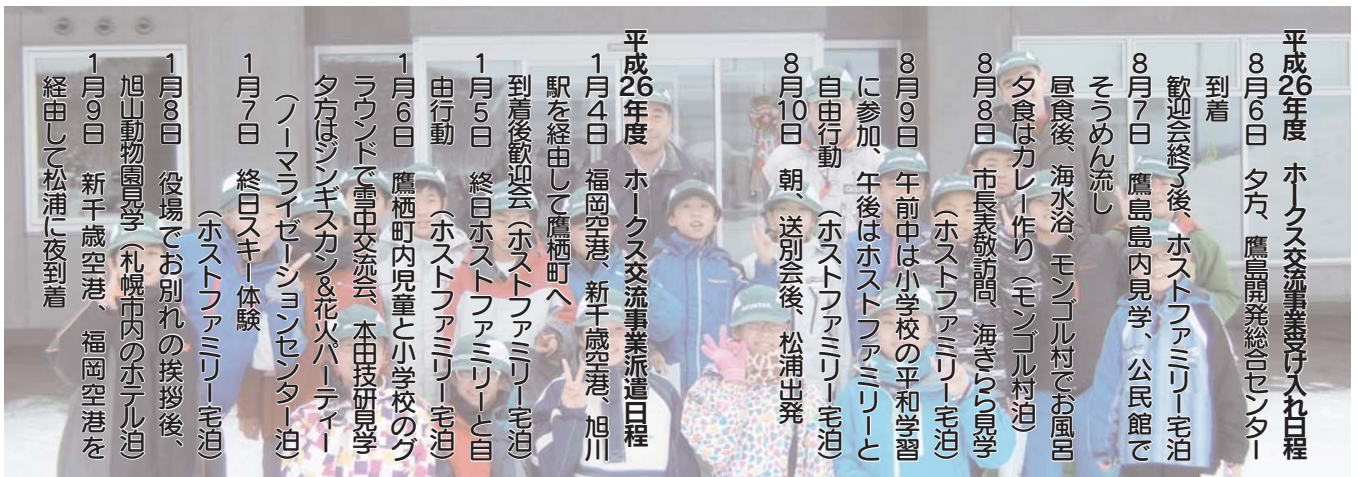 平成26年度　ホークス交流事業受け入れ日程
8月6日　夕方、鷹島開発総合センター
到着
歓迎会終了後、ホストファミリー宅泊
8月7日　鷹島島内見学、公民館で
そうめん流し
昼食後、海水浴、モンゴル村でお風呂
夕食はカレー作り（モンゴル村泊）
8月8日　市長表敬訪問、海きらら見学
（ホストファミリー宅泊）
8月9日　午前中は小学校の平和学習
に参加、午後はホストファミリーと
自由行動　（ホストファミリー宅泊）
8月10日　朝、送別会後、松浦出発
平成26年度　ホークス交流事業派遣日程
1月4日　福岡空港、新千歳空港、旭川
駅を経由して鷹栖町へ
到着後歓迎会（ホストファミリー宅泊）
1月5日　終日ホストファミリーと自
由行動　（ホストファミリー宅泊）
1月6日　鷹栖町内児童と小学校のグ
ラウンドで雪中交流会、本田技研見学
夕方はジンギスカン&花火パーティー
（ノーマライゼーションセンター泊）
1月7日　終日スキー体験
（ホストファミリー宅泊）
1月8日　役場でお別れの挨拶後、
旭山動物園見学（札幌市内のホテル泊）
1月9日　新千歳空港、福岡空港を
経由して松浦に夜到着